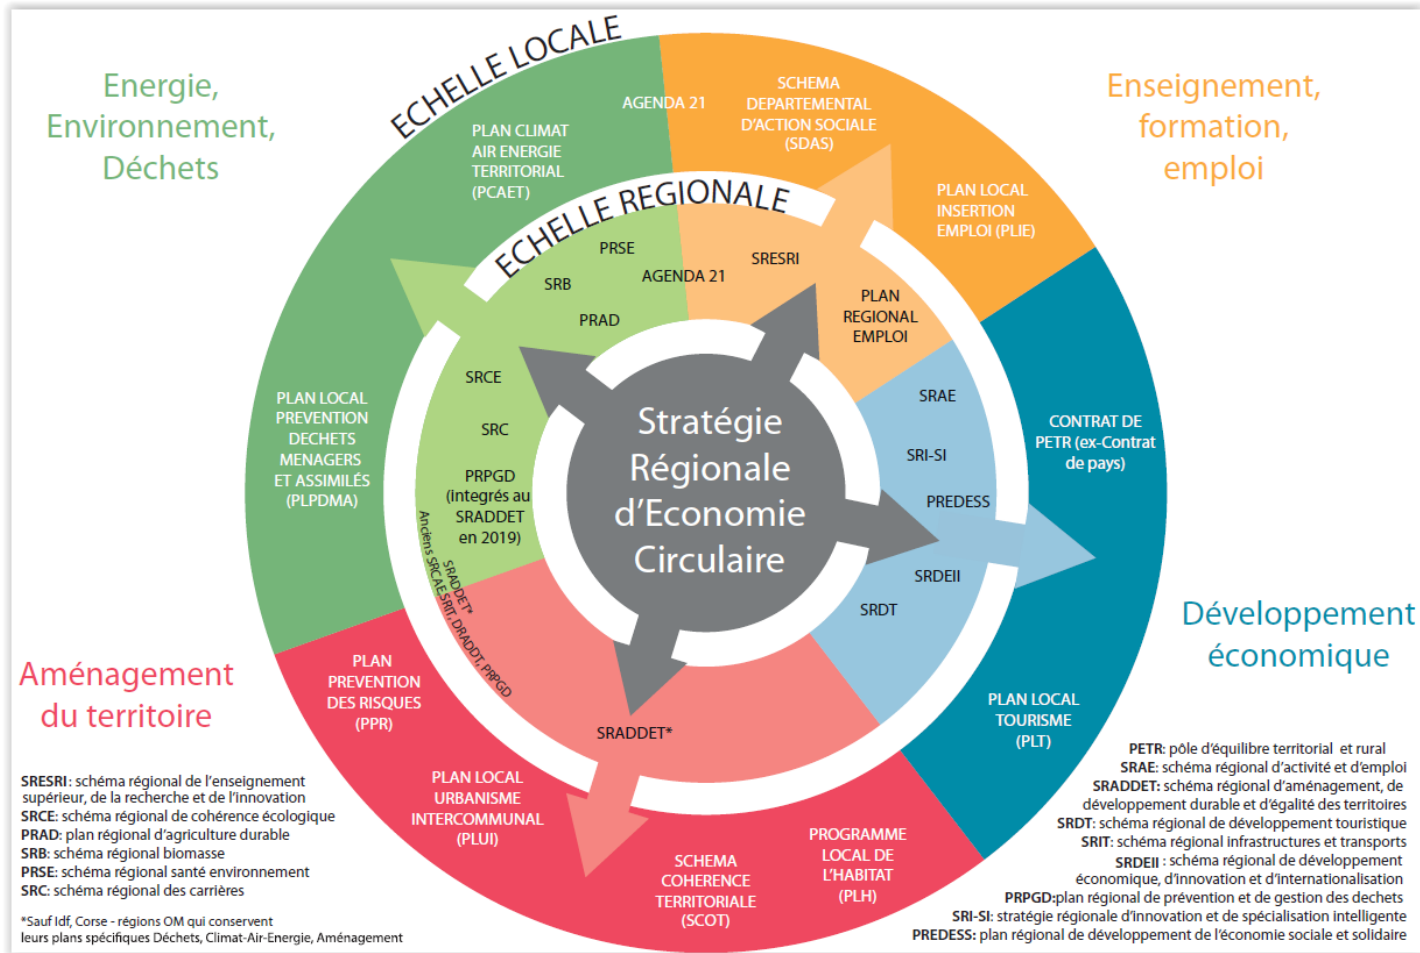 Energie,
Environnement,
Déchets
ECHELLE LOCALE
AGENDA 21
PLAN CLIMAT
AIR ENERGIE
TERRITORIAL
(PCAET)
SCHEMA
DEPARTEMENTAL
D'ACTION SOCIALE
(SDAS)
Enseignement,
formation,
emploi
PLAN LOCAL
INSERTION
EMPLOI (PLIE)
ECHELLE REGIONALE
PRSE
SRB
AGENDA 21
PRAD
SRESRI
PLAN
REGIONAL
EMPLOI
SRCE
SRC
PRPGD
(integrés au
SRADDET
en 2019)
SRADDET*
Anciens SRCAE SRIT, DRADDT, PRPGD
PLAN LOCAL
PREVENTION
DECHETS
MENAGERS
ET ASSIMILÉS
(PLPDMA)
Stratégie
Régionale
d'Economie
Circulaire
SRAE
SRI-SI
PREDESS
SRDEII
SRDT
CONTRAT DE
PETR (ex-Contrat
de pays)
Développement
économique
PLAN LOCAL
TOURISME
(PLT)
Aménagement
du territoire
PLAN
PREVENTION
DES RISQUES
(PPR)
SRADDET*
PLAN LOCAL
URBANISME
INTERCOMMUNAL
(PLUI)
SCHEMA
COHERENCE
TERRITORIALE
(SCOT)
PROGRAMME
LOCAL DE
L'HABITAT
(PLH)
SRESRI: schéma régional de l'enseignement
supérieur, de la recherche et de l'innovation
SRCE: schéma régional de cohérence écologique
PRAD: plan régional d'agriculture durable
SRB: schéma régional biomasse
PRSE: schéma régional santé environnement
SRC: schéma régional des carrières
*Sauf Idf, Corse - régions OM qui conservent
leurs plans spécifiques Déchets, Climat-Air-Energie, Aménagement
PETR: pôle d'équilibre territorial et rural
SRAE: schéma régional d'activité et d'emploi
SRADDET: schéma régional d'aménagement, de
développement durable et d'égalité des territoires
SRDT: schéma régional de développement touristique
SRIT: schéma régional infrastructures et transports
SRDEII : schéma régional de développement
économique, d'innovation et d'internationalisation
PRPGD:plan régional de prévention et de gestion des dechets
SRI-SI: stratégie régionale d'innovation et de spécialisation intelligente
PREDESS: plan régional de développement de l'économie sociale et solidaire